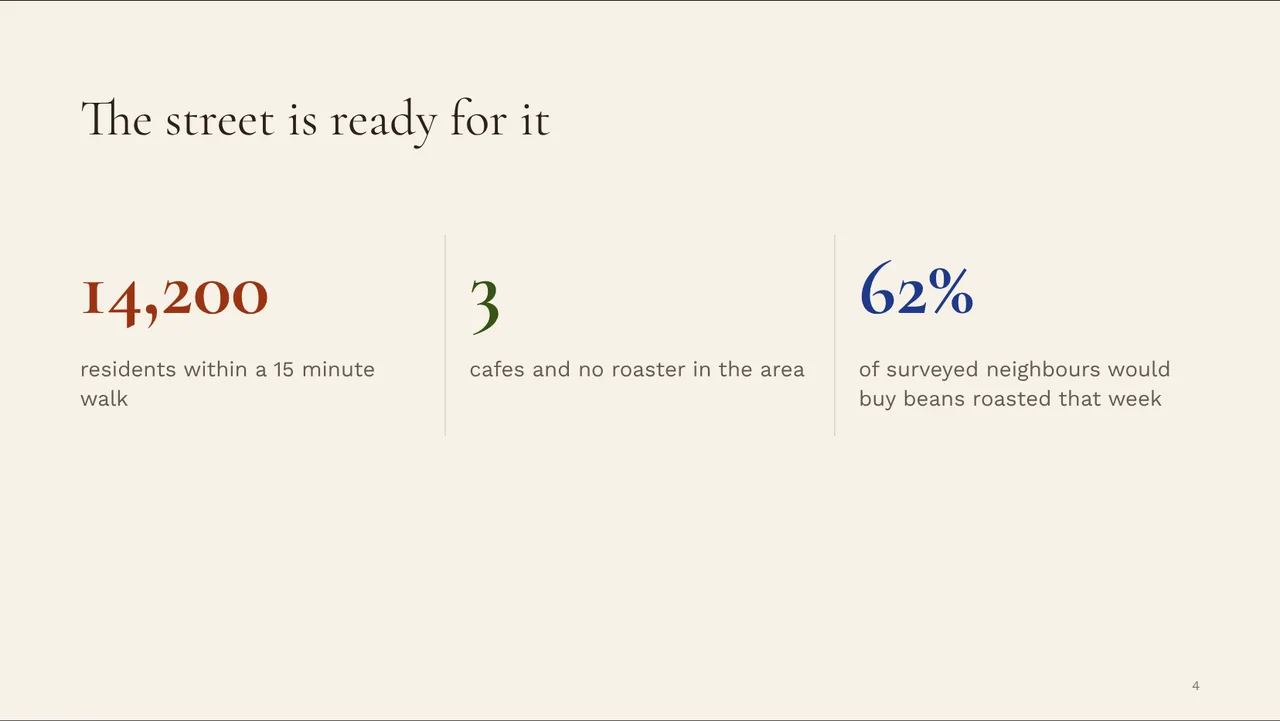 The street is ready for it
14,200
residents within a 15 minute
walk
3
cafes and no roaster in the area
62%
of surveyed neighbours would
buy beans roasted that week
4